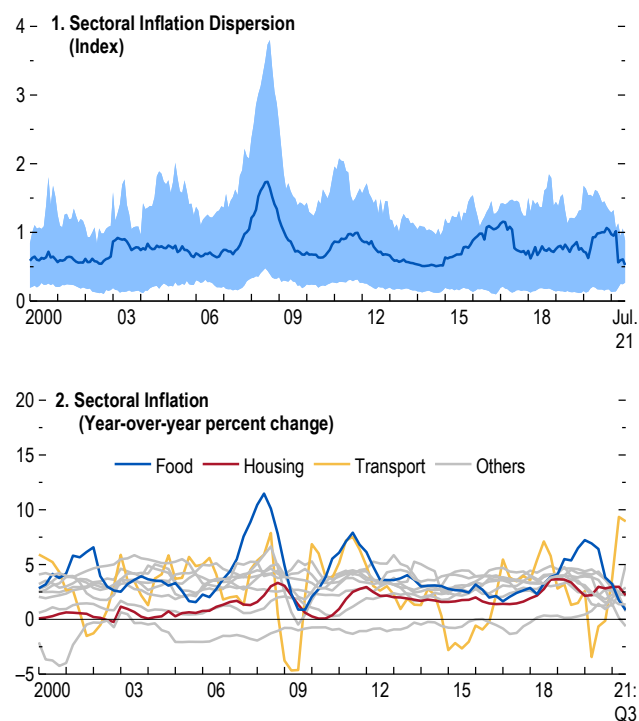 1. Sectoral Inflation Dispersion
(Index)
4
3
2
1
0
2000 03 06 09 12 15 18 Jul.
21
2. Sectoral Inflation
(Year-over-year percent change)
20
15
Food Housing Transport Others
10
5
0
–5
2000 03 06 09 12 15 18 21:
Q3